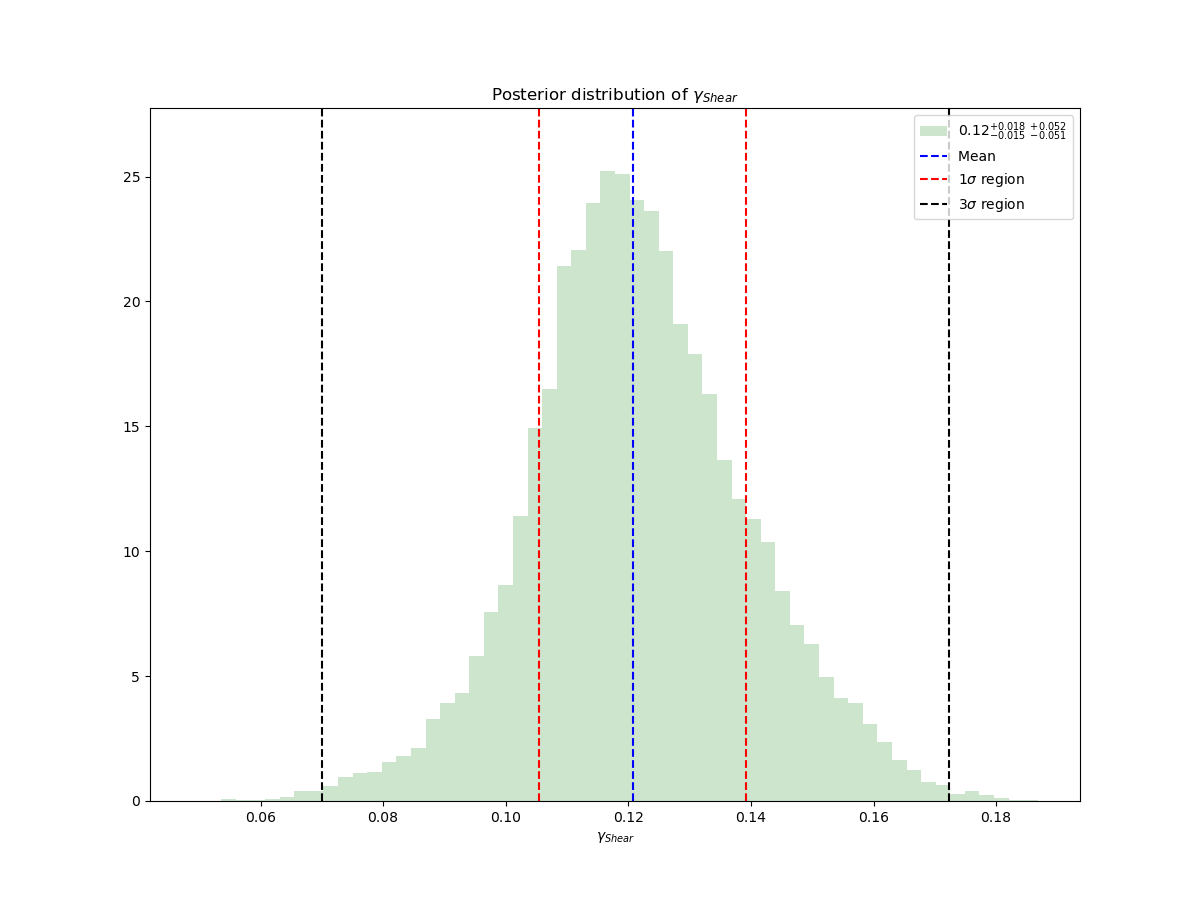 Posterior distribution of γ_Shear
0.12^{+0.018 +0.052}_{−0.015 −0.051}
Mean
1σ region
3σ region
25
20
15
10
5
0
0.06 0.08 0.10 0.12 0.14 0.16 0.18
γ_Shear